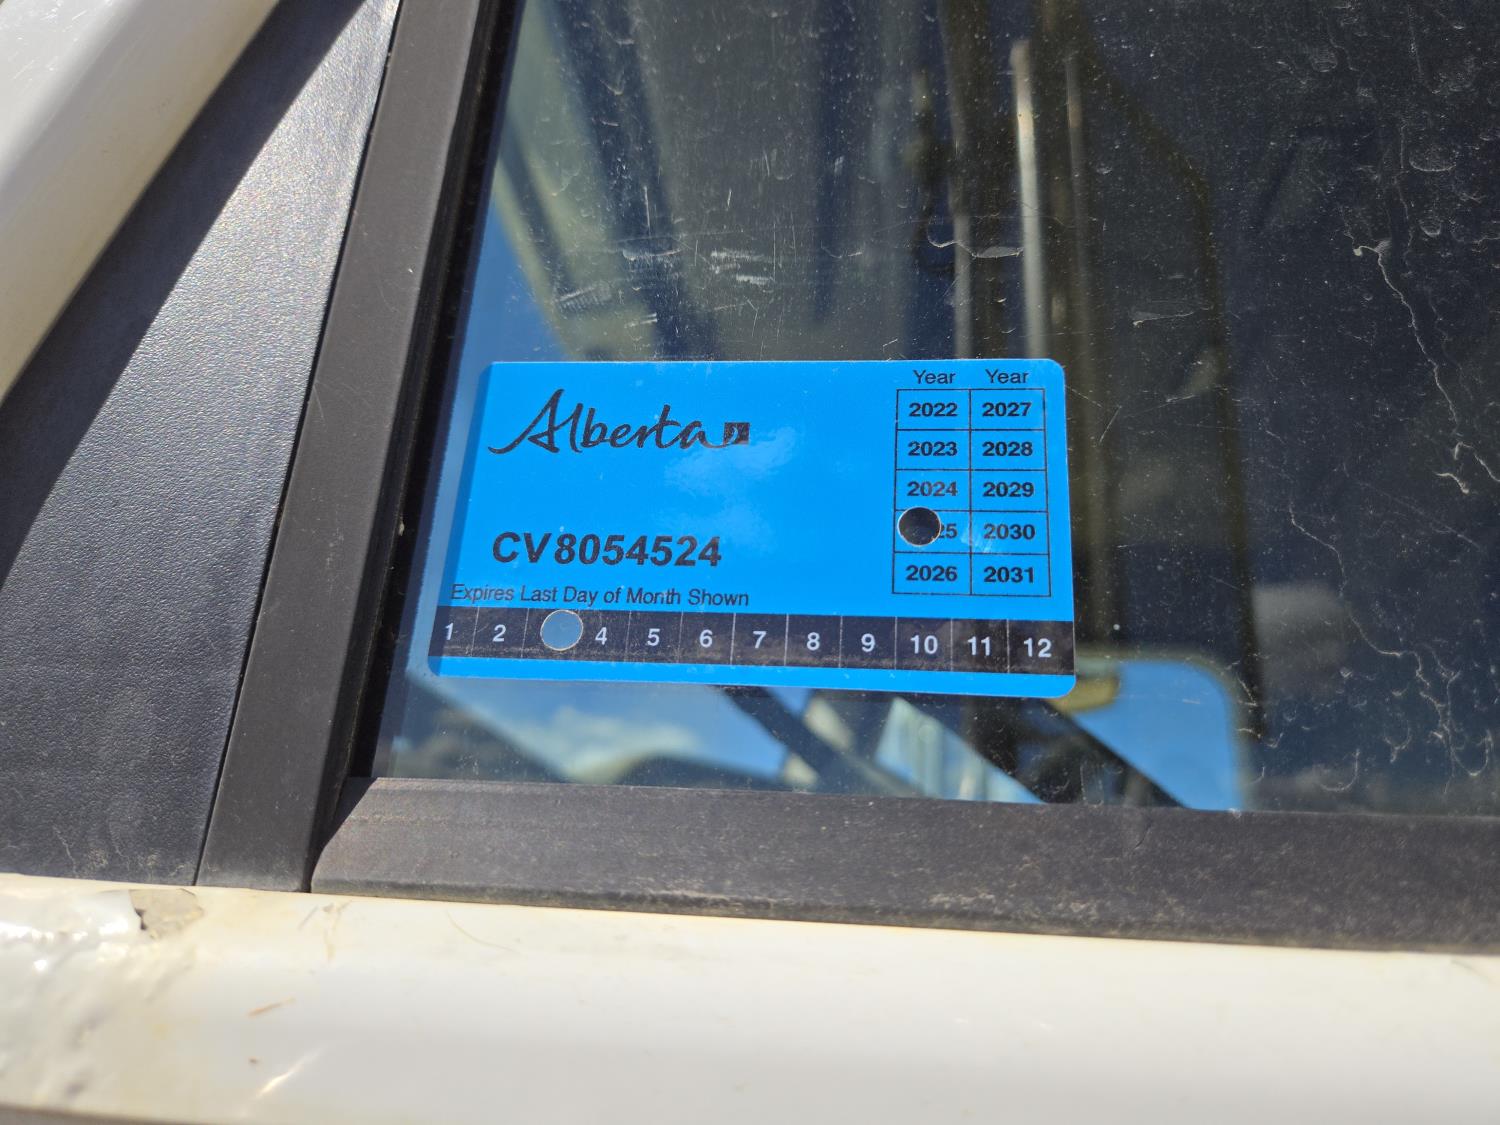 Alberta
Year Year
2022 2027
2023 2028
2024 2029
25 2030
2026 2031
CV8054524
Expires Last Day of Month Shown
1 2 4 5 6 7 8 9 10 11 12